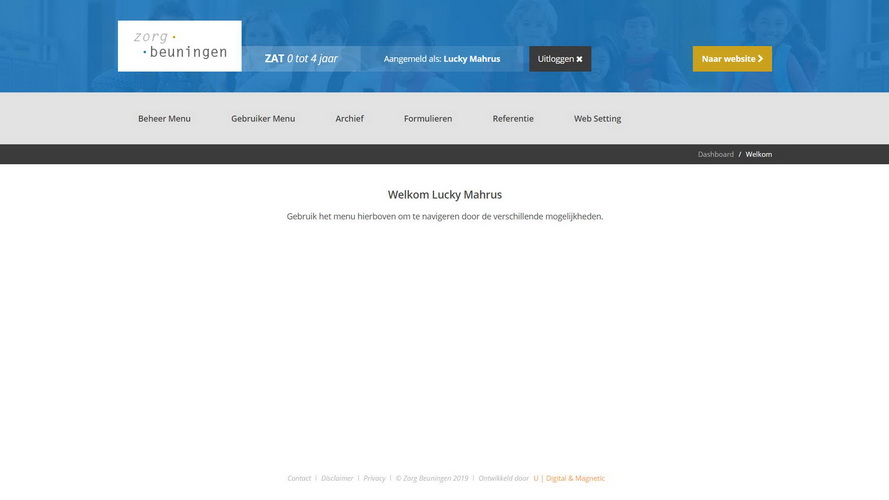 zorg
beuningen
ZAT 0 tot 4 jaar
Aangemeld als: Lucky Mahrus
Uitloggen ✖
Naar website
Beheer Menu
Gebruiker Menu
Archief
Formulieren
Referentie
Web Setting
Dashboard / Welkom
Welkom Lucky Mahrus
Gebruik het menu hierboven om te navigeren door de verschillende mogelijkheden.
Contact | Disclaimer | Privacy | © Zorg Beuningen 2019 | Ontwikkeld door U | Digital & Magnetic